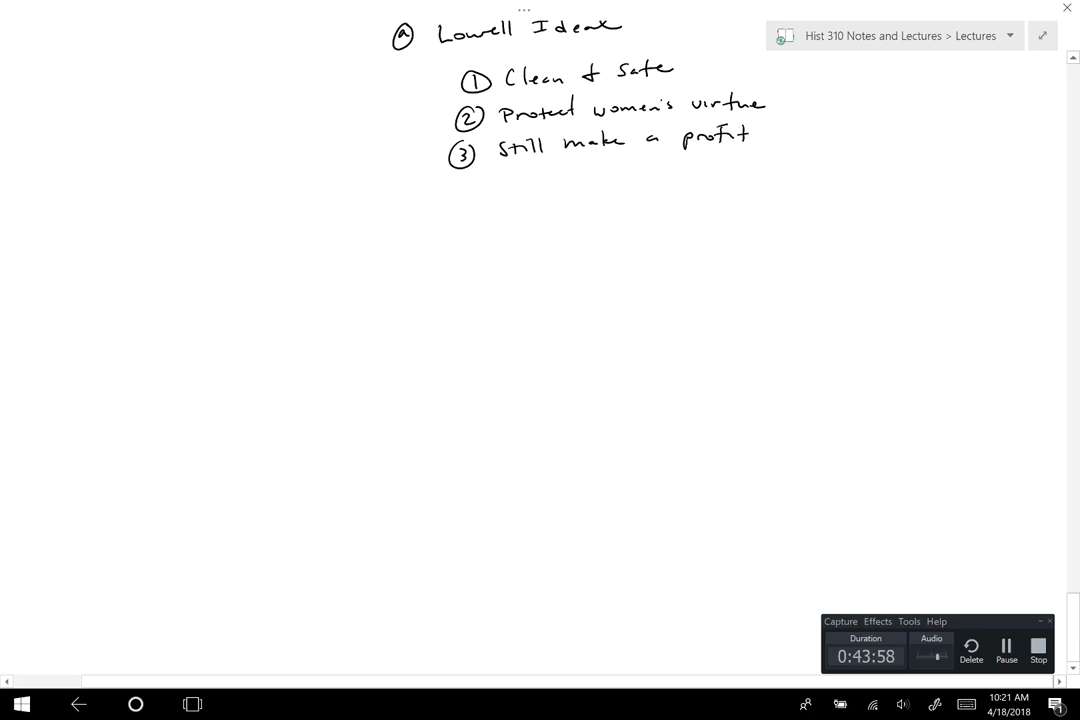 ...
ⓐ Lowell Ideal
Hist 310 Notes and Lectures > Lectures
① Clean & Safe
② Protect women's virtue
③ Still make a profit
Capture Effects Tools Help
Duration
Audio
0:43:58
Delete
Pause
Stop
10:21 AM
4/18/2018
1